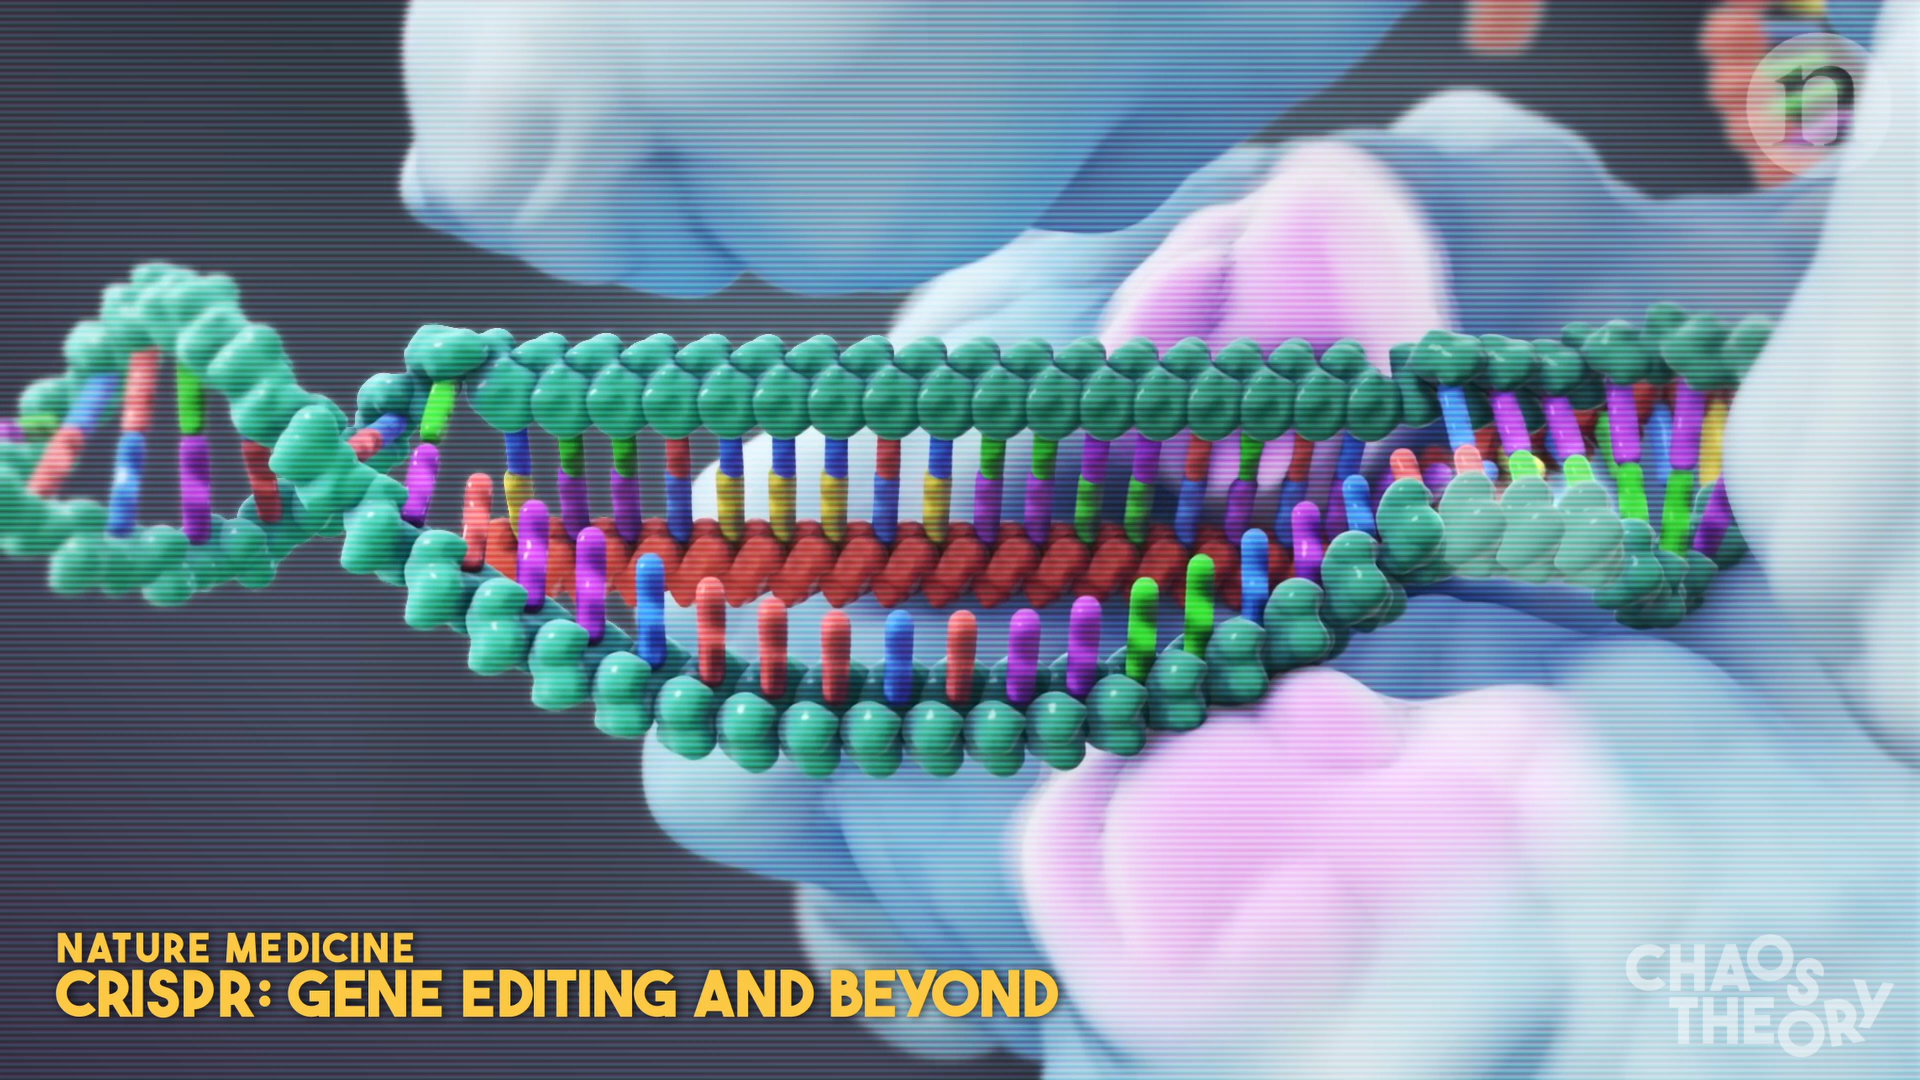 n
NATURE MEDICINE
CRISPR: GENE EDITING AND BEYOND
CHAOS
THEORY